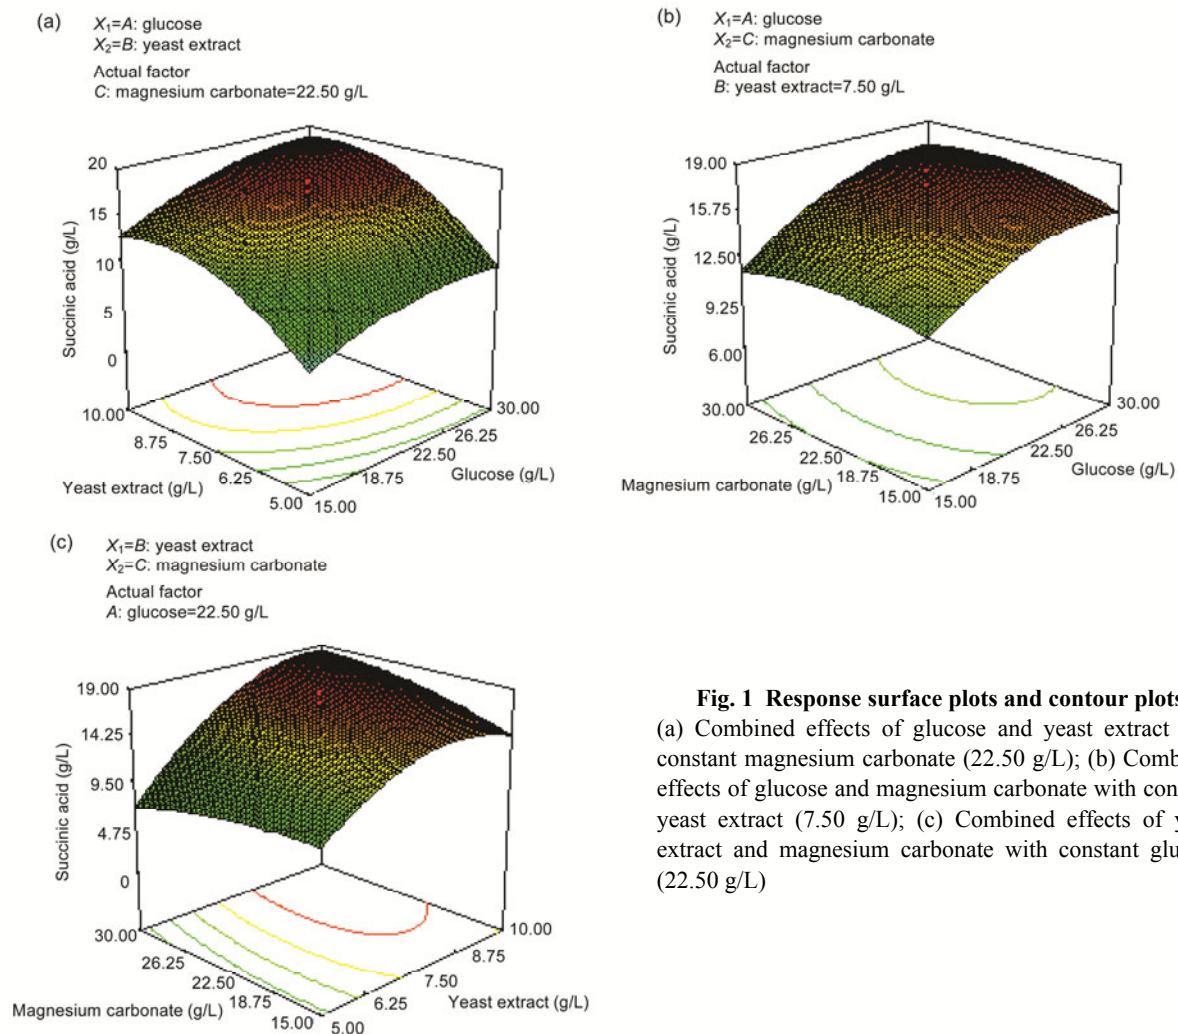 (a)
X1=A: glucose
X2=B: yeast extract
Actual factor
C: magnesium carbonate=22.50 g/L
20
15
10
5
0
Succinic acid (g/L)
10.00
8.75
7.50
6.25
5.00
Yeast extract (g/L)
15.00
18.75
22.50
26.25
30.00
Glucose (g/L)
(b)
X1=A: glucose
X2=C: magnesium carbonate
Actual factor
B: yeast extract=7.50 g/L
19.00
15.75
12.50
9.25
6.00
Succinic acid (g/L)
30.00
26.25
22.50
18.75
15.00
Magnesium carbonate (g/L)
15.00
18.75
22.50
26.25
30.00
Glucose (g/L)
(c)
X1=B: yeast extract
X2=C: magnesium carbonate
Actual factor
A: glucose=22.50 g/L
19.00
14.25
9.50
4.75
0
Succinic acid (g/L)
30.00
26.25
22.50
18.75
15.00
Magnesium carbonate (g/L)
5.00
6.25
7.50
8.75
10.00
Yeast extract (g/L)
Fig. 1 Response surface plots and contour plots
(a) Combined effects of glucose and yeast extract
constant magnesium carbonate (22.50 g/L); (b) Comb
effects of glucose and magnesium carbonate with con
yeast extract (7.50 g/L); (c) Combined effects of y
extract and magnesium carbonate with constant glu
(22.50 g/L)